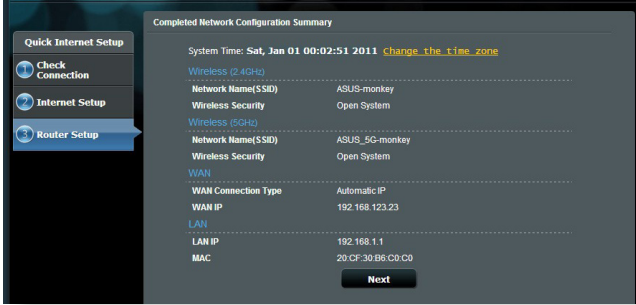 Completed Network Configuration Summary
Quick Internet Setup
1 Check Connection
2 Internet Setup
3 Router Setup
System Time: Sat, Jan 01 00:02:51 2011 Change the time zone
Wireless (2.4GHz)
Network Name(SSID) ASUS-monkey
Wireless Security Open System
Wireless (5GHz)
Network Name(SSID) ASUS_5G-monkey
Wireless Security Open System
WAN
WAN Connection Type Automatic IP
WAN IP 192.168.123.23
LAN
LAN IP 192.168.1.1
MAC 20:CF:30:B6:C0:C0
Next